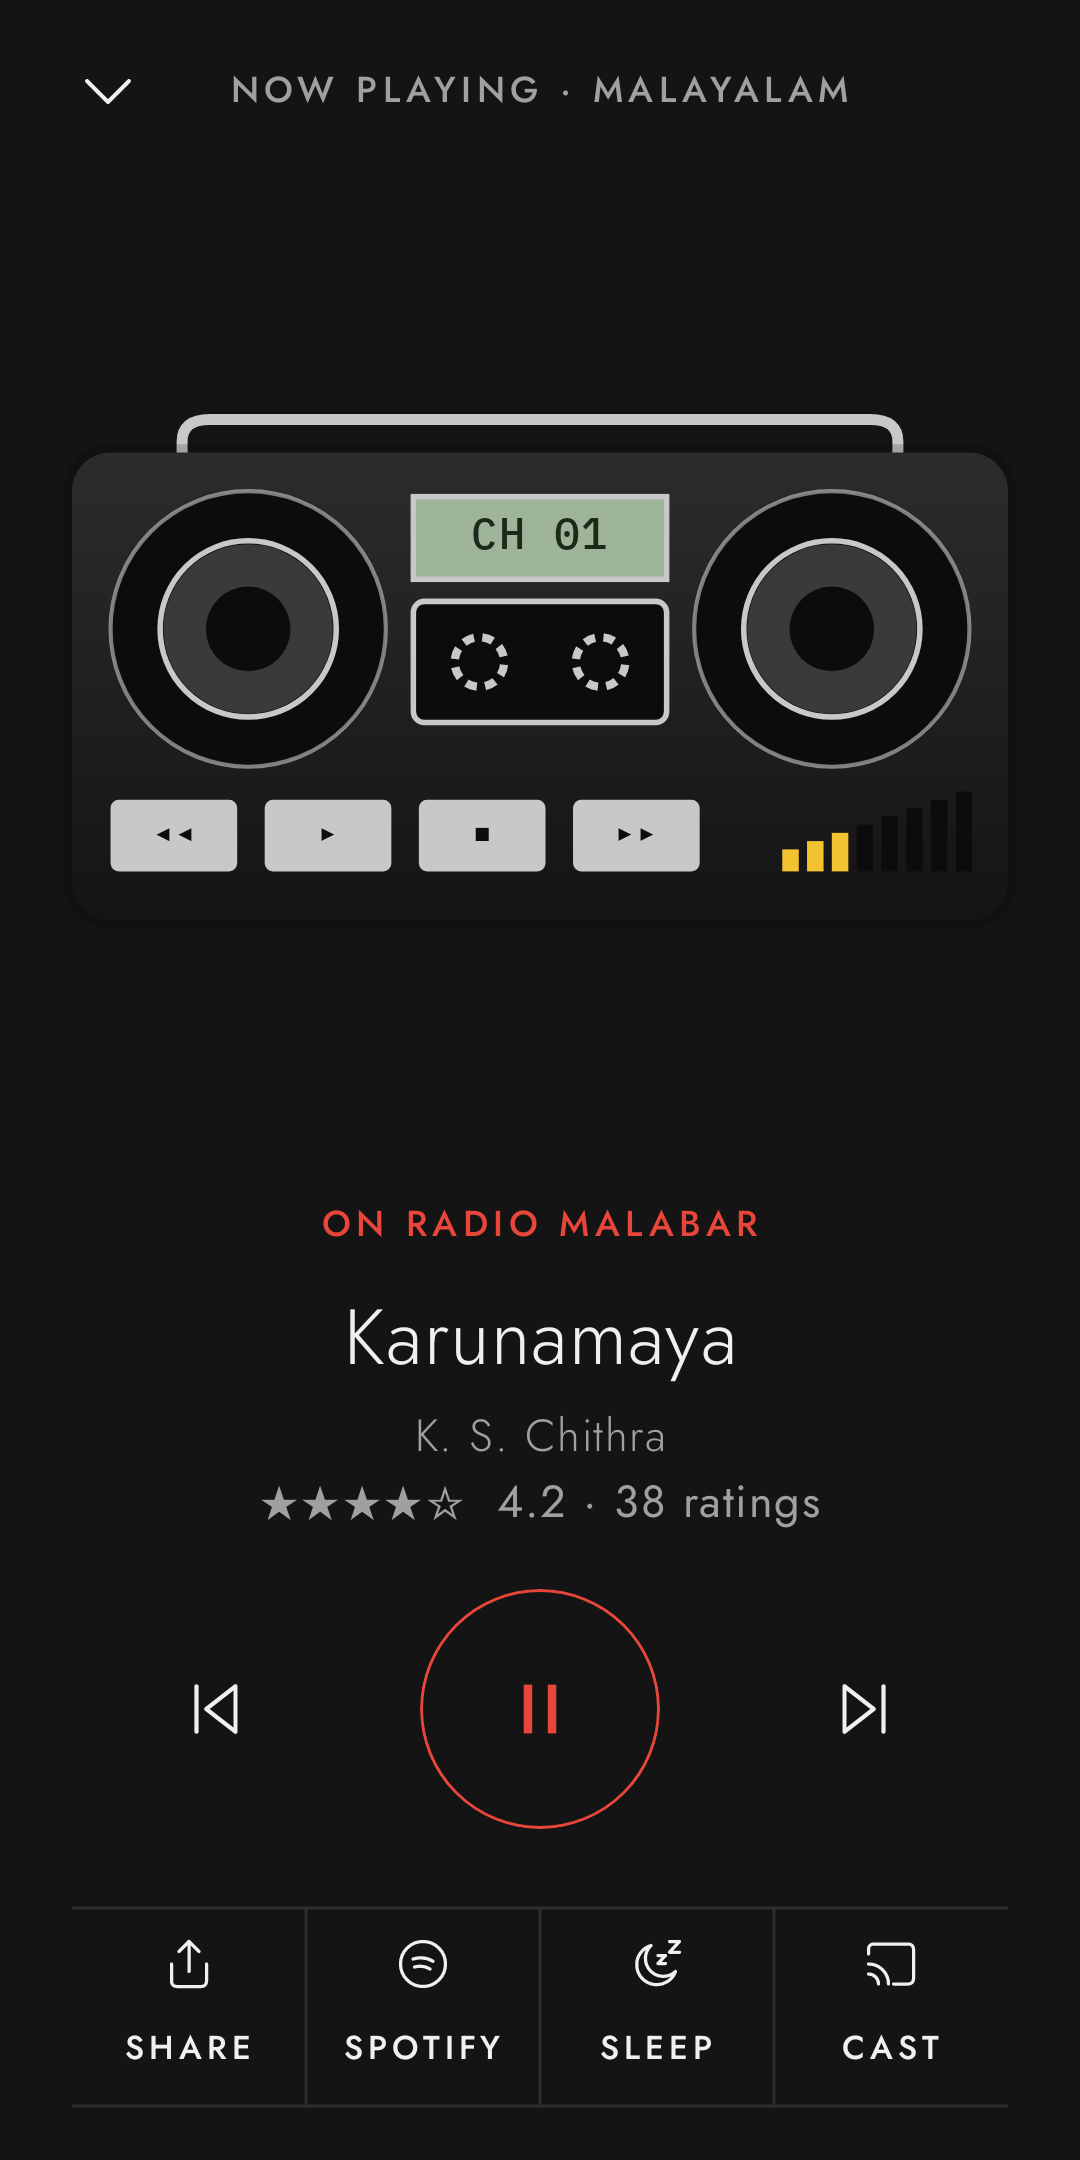 NOW PLAYING · MALAYALAM
CH 01
ON RADIO MALABAR
Karunamaya
K. S. Chithra
★★★★☆ 4.2 · 38 ratings
SHARE SPOTIFY SLEEP CAST